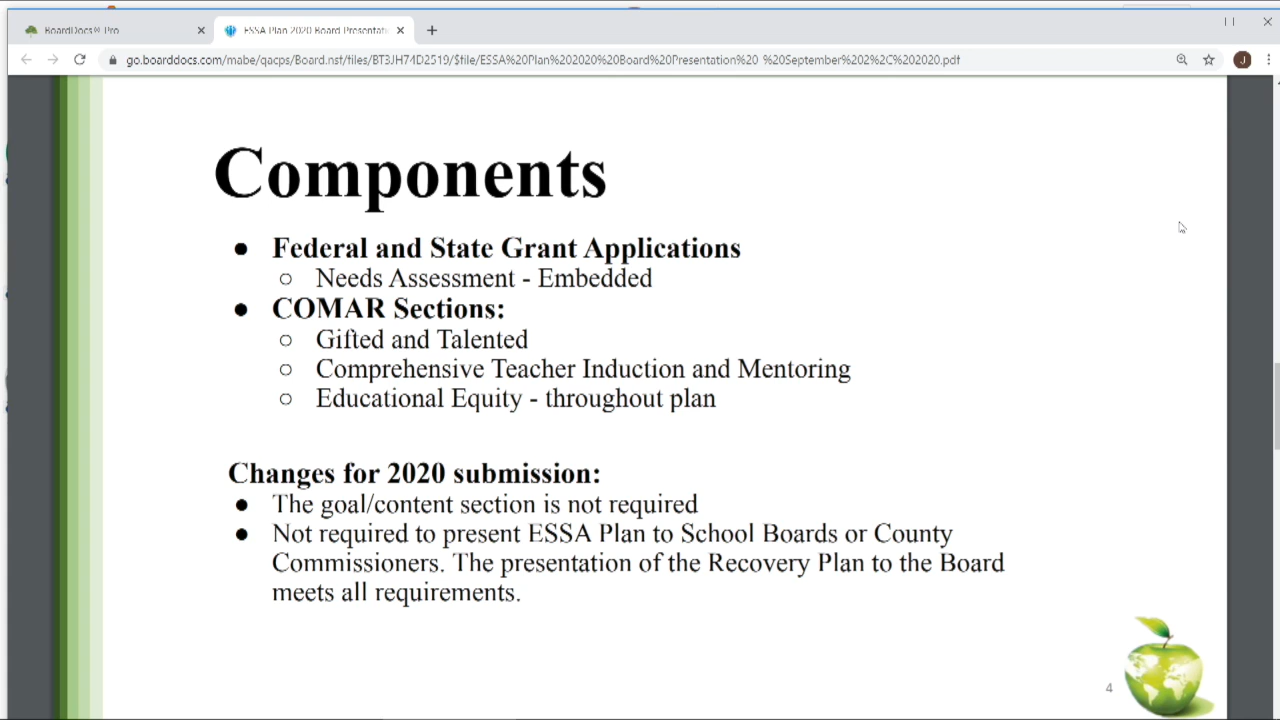 BoardDocs® Pro
ESSA Plan 2020 Board Presentati
go.boarddocs.com/mabe/qacps/Board.nsf/files/BT3JH74D2519/$file/ESSA%20Plan%202020%20Board%20Presentation%20 %20September%202%2C%202020.pdf
J
Components
● Federal and State Grant Applications
○ Needs Assessment - Embedded
● COMAR Sections:
○ Gifted and Talented
○ Comprehensive Teacher Induction and Mentoring
○ Educational Equity - throughout plan
Changes for 2020 submission:
● The goal/content section is not required
● Not required to present ESSA Plan to School Boards or County
Commissioners. The presentation of the Recovery Plan to the Board
meets all requirements.
4